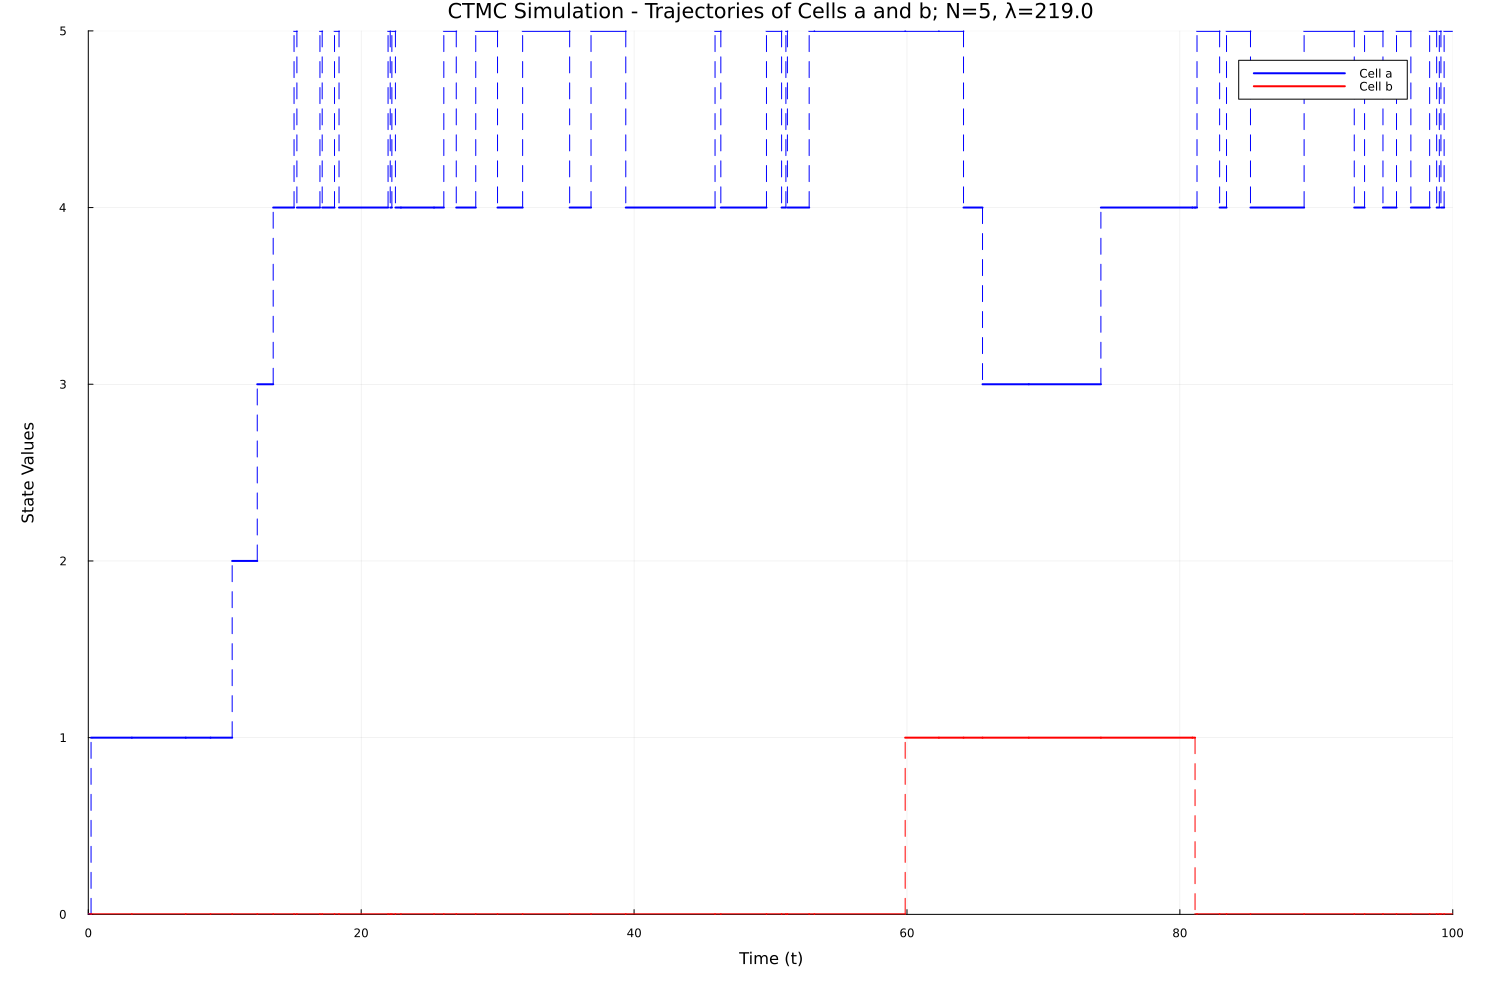 CTMC Simulation - Trajectories of Cells a and b; N=5, λ=219.0
5
Cell a
Cell b
4
3
State Values
2
1
0
0 20 40 60 80 100
Time (t)